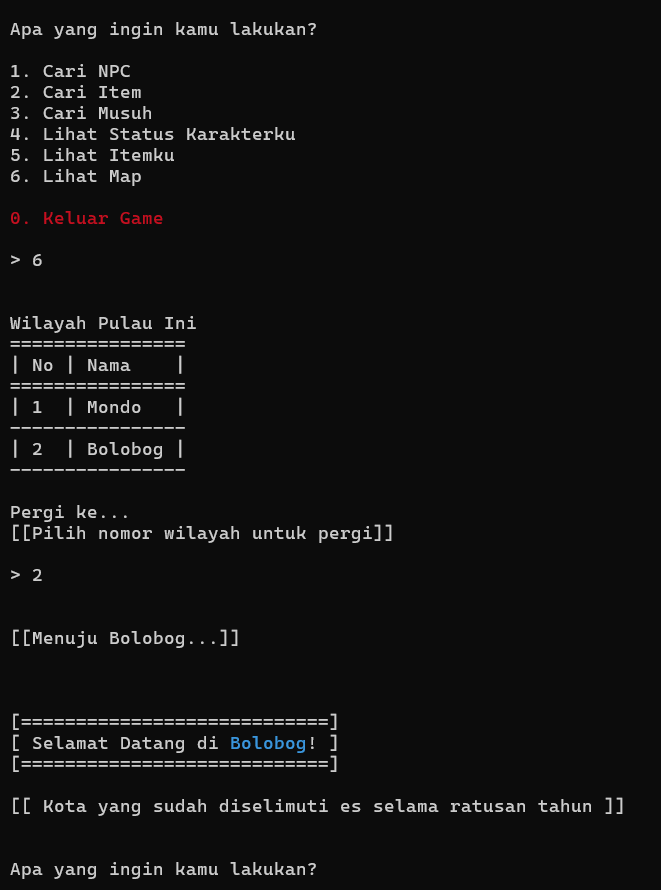 Apa yang ingin kamu lakukan?
1. Cari NPC
2. Cari Item
3. Cari Musuh
4. Lihat Status Karakterku
5. Lihat Itemku
6. Lihat Map
0. Keluar Game
> 6
Wilayah Pulau Ini
================
| No | Nama    |
================
| 1  | Mondo   |
----------------
| 2  | Bolobog |
----------------
Pergi ke...
[[Pilih nomor wilayah untuk pergi]]
> 2
[[Menuju Bolobog...]]
[============================]
[ Selamat Datang di Bolobog! ]
[============================]
[[ Kota yang sudah diselimuti es selama ratusan tahun ]]
Apa yang ingin kamu lakukan?